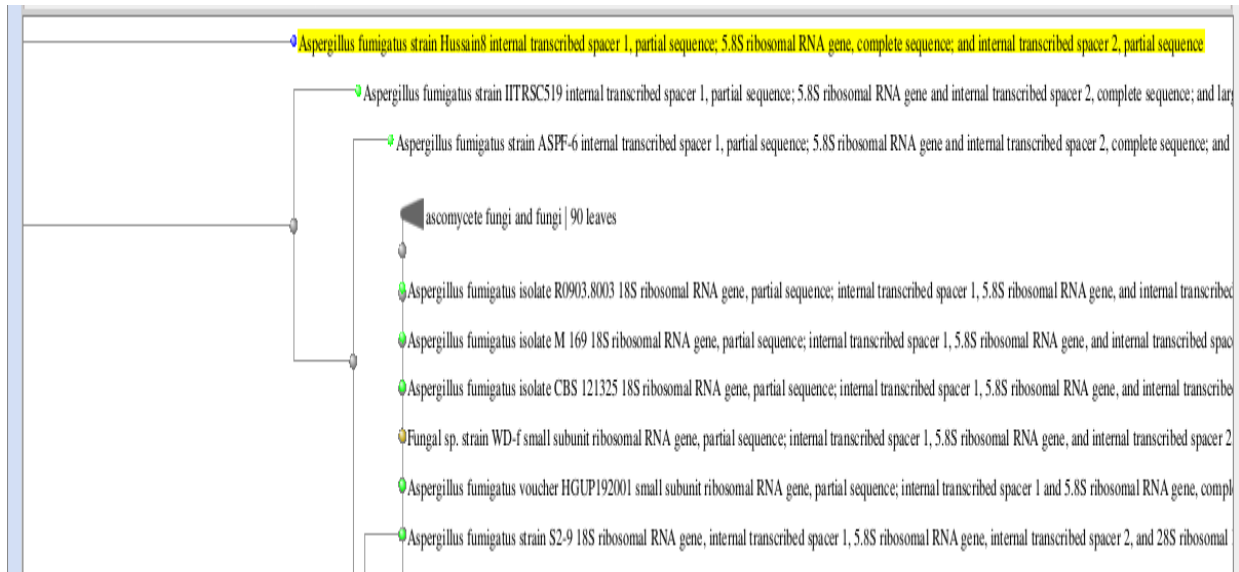 Aspergillus fumigatus strain Hussain8 internal transcribed spacer 1, partial sequence; 5.8S ribosomal RNA gene, complete sequence; and internal transcribed spacer 2, partial sequence
Aspergillus fumigatus strain IITRSC519 internal transcribed spacer 1, partial sequence; 5.8S ribosomal RNA gene and internal transcribed spacer 2, complete sequence; and larg
Aspergillus fumigatus strain ASPF-6 internal transcribed spacer 1, partial sequence; 5.8S ribosomal RNA gene and internal transcribed spacer 2, complete sequence; and
ascomycete fungi and fungi | 90 leaves
Aspergillus fumigatus isolate R0903.8003 18S ribosomal RNA gene, partial sequence; internal transcribed spacer 1, 5.8S ribosomal RNA gene, and internal transcribed
Aspergillus fumigatus isolate M 169 18S ribosomal RNA gene, partial sequence; internal transcribed spacer 1, 5.8S ribosomal RNA gene, and internal transcribed spac
Aspergillus fumigatus isolate CBS 121325 18S ribosomal RNA gene, partial sequence; internal transcribed spacer 1, 5.8S ribosomal RNA gene, and internal transcribe
Fungal sp. strain WD-f small subunit ribosomal RNA gene, partial sequence; internal transcribed spacer 1, 5.8S ribosomal RNA gene, and internal transcribed spacer 2
Aspergillus fumigatus voucher HGUP192001 small subunit ribosomal RNA gene, partial sequence; internal transcribed spacer 1 and 5.8S ribosomal RNA gene, compl
Aspergillus fumigatus strain S2-9 18S ribosomal RNA gene, internal transcribed spacer 1, 5.8S ribosomal RNA gene, internal transcribed spacer 2, and 28S ribosomal